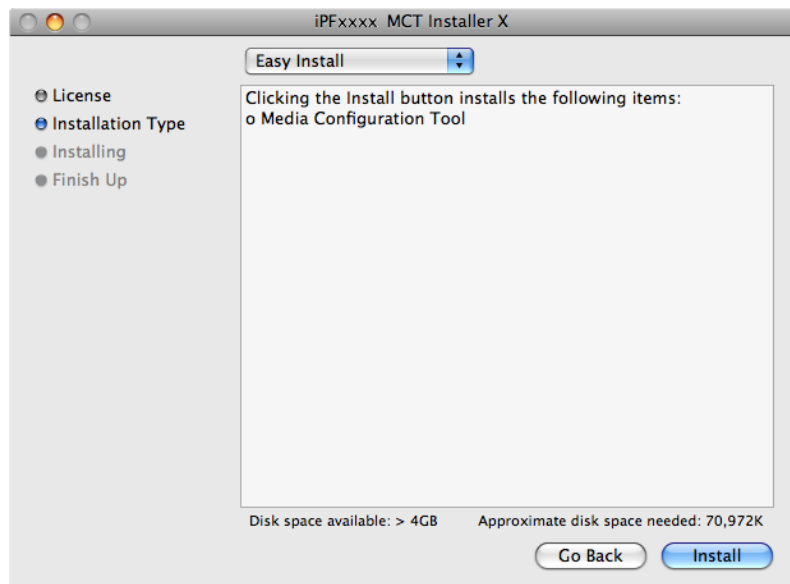 iPFxxxx MCT Installer X
Easy Install
License
Installation Type
Installing
Finish Up
Clicking the Install button installs the following items:
o Media Configuration Tool
Disk space available: > 4GB
Approximate disk space needed: 70,972K
Go Back
Install